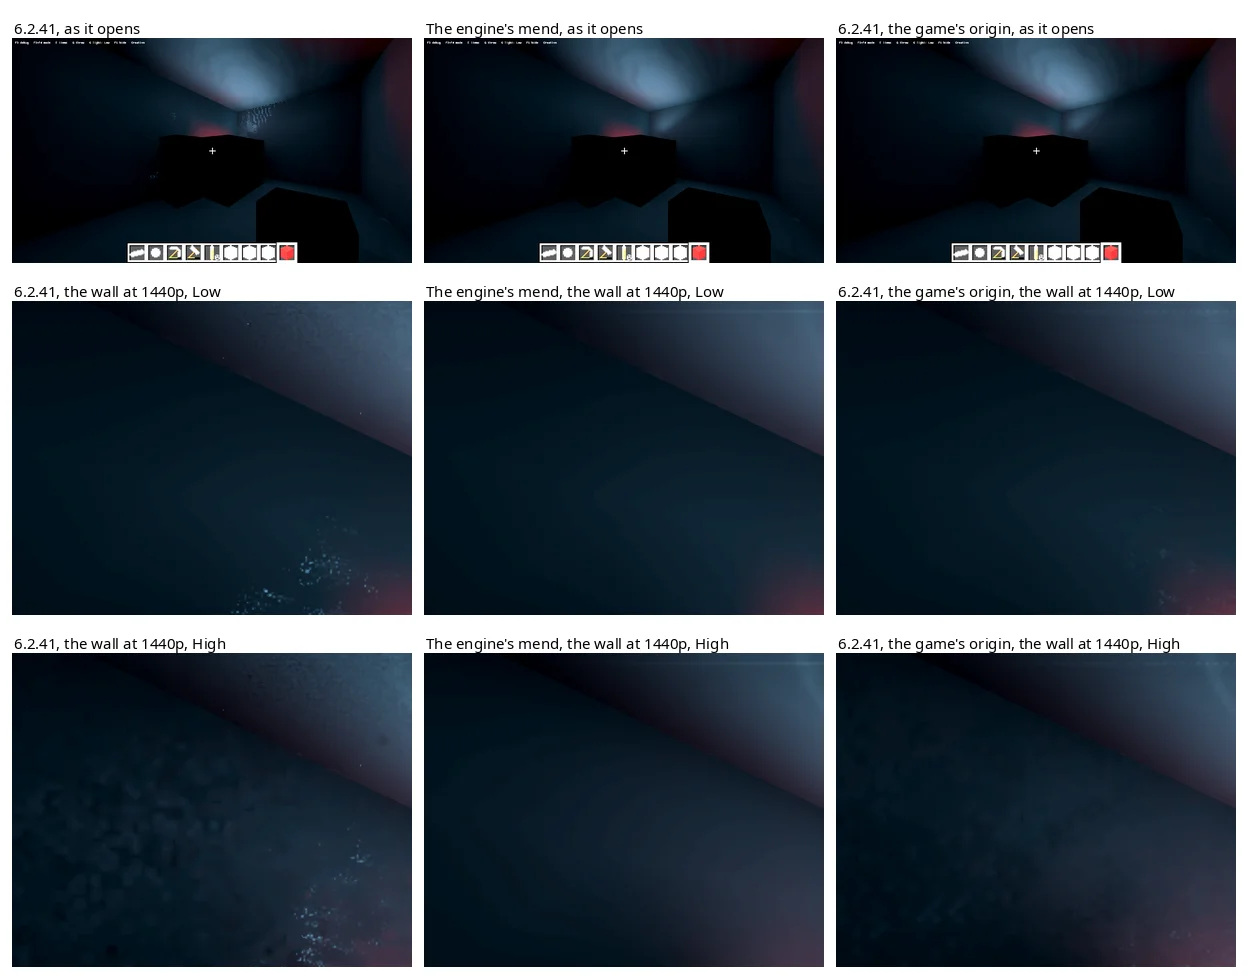 6.2.41, as it opens
The engine's mend, as it opens
6.2.41, the game's origin, as it opens
6.2.41, the wall at 1440p, Low
The engine's mend, the wall at 1440p, Low
6.2.41, the game's origin, the wall at 1440p, Low
6.2.41, the wall at 1440p, High
The engine's mend, the wall at 1440p, High
6.2.41, the game's origin, the wall at 1440p, High